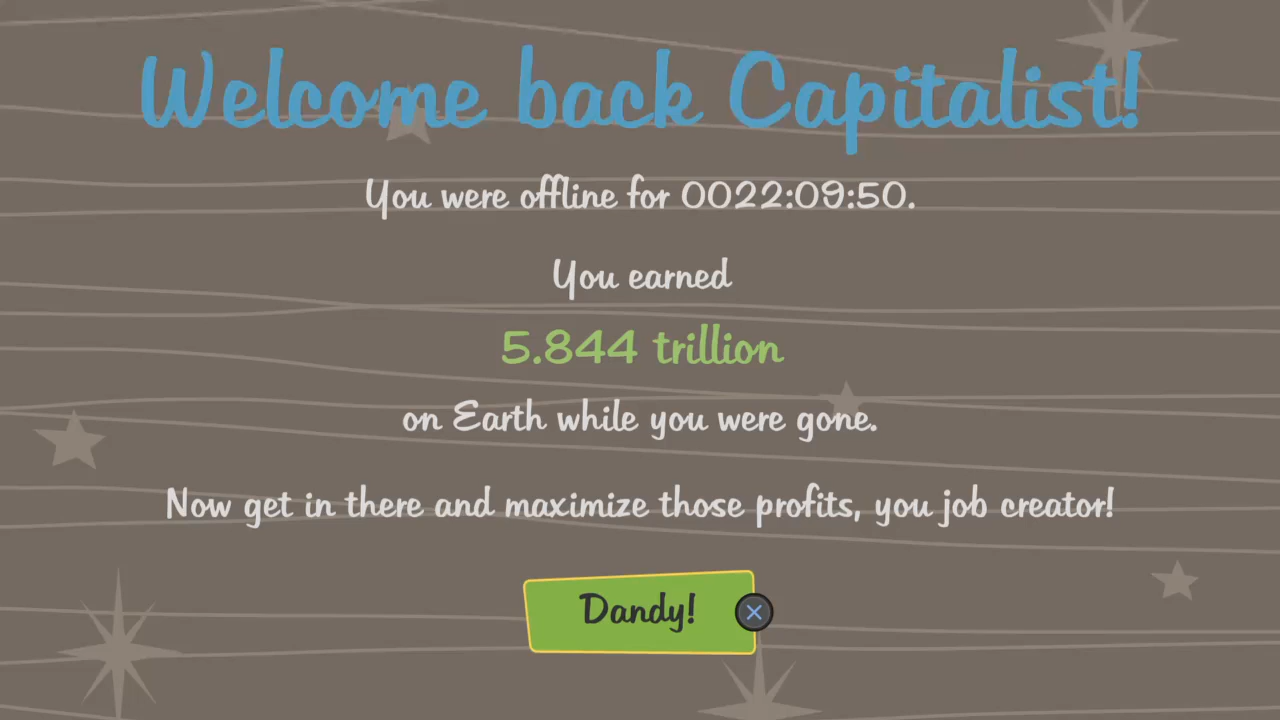 Welcome back Capitalist!
You were offline for 0022:09:50.
You earned
5.844 trillion
on Earth while you were gone.
Now get in there and maximize those profits, you job creator!
Dandy!